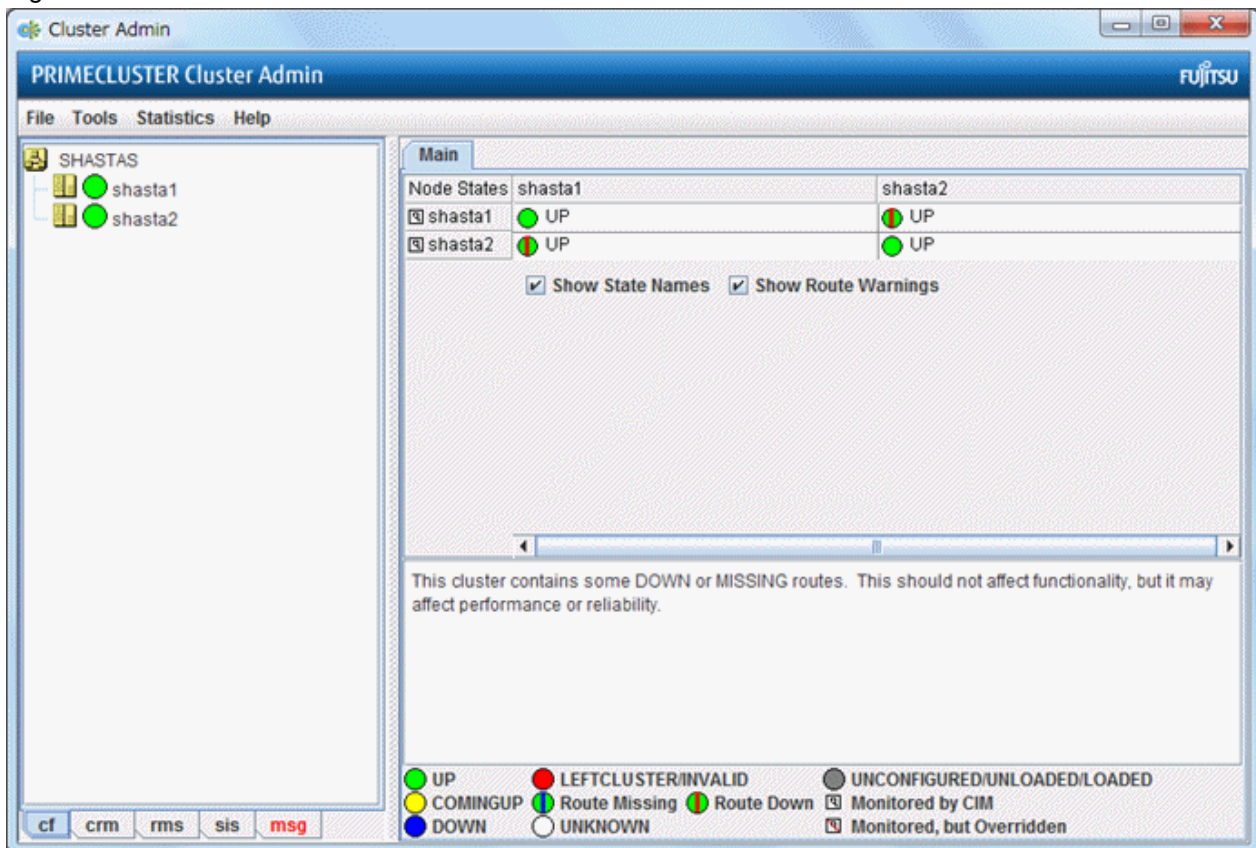 Cluster Admin
PRIMECLUSTER Cluster Admin
FUJITSU
File Tools Statistics Help
SHASTAS
shasta1
shasta2
Main
Node States shasta1 shasta2
shasta1 UP UP
shasta2 UP UP
Show State Names Show Route Warnings
This cluster contains some DOWN or MISSING routes. This should not affect functionality, but it may
affect performance or reliability.
UP LEFTCLUSTER/INVALID UNCONFIGURED/UNLOADED/LOADED
COMINGUP Route Missing Route Down Monitored by CIM
DOWN UNKNOWN Monitored, but Overridden
cf crm rms sis msg